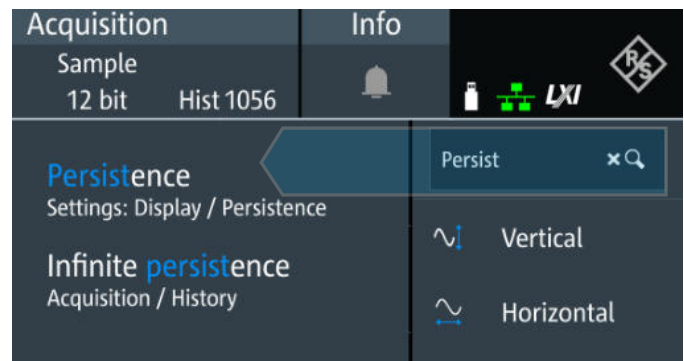 Acquisition
Info
Sample
12 bit Hist 1056
LXI
R&S
Persist
Persistence
Settings: Display / Persistence
Infinite persistence
Acquisition / History
Vertical
Horizontal